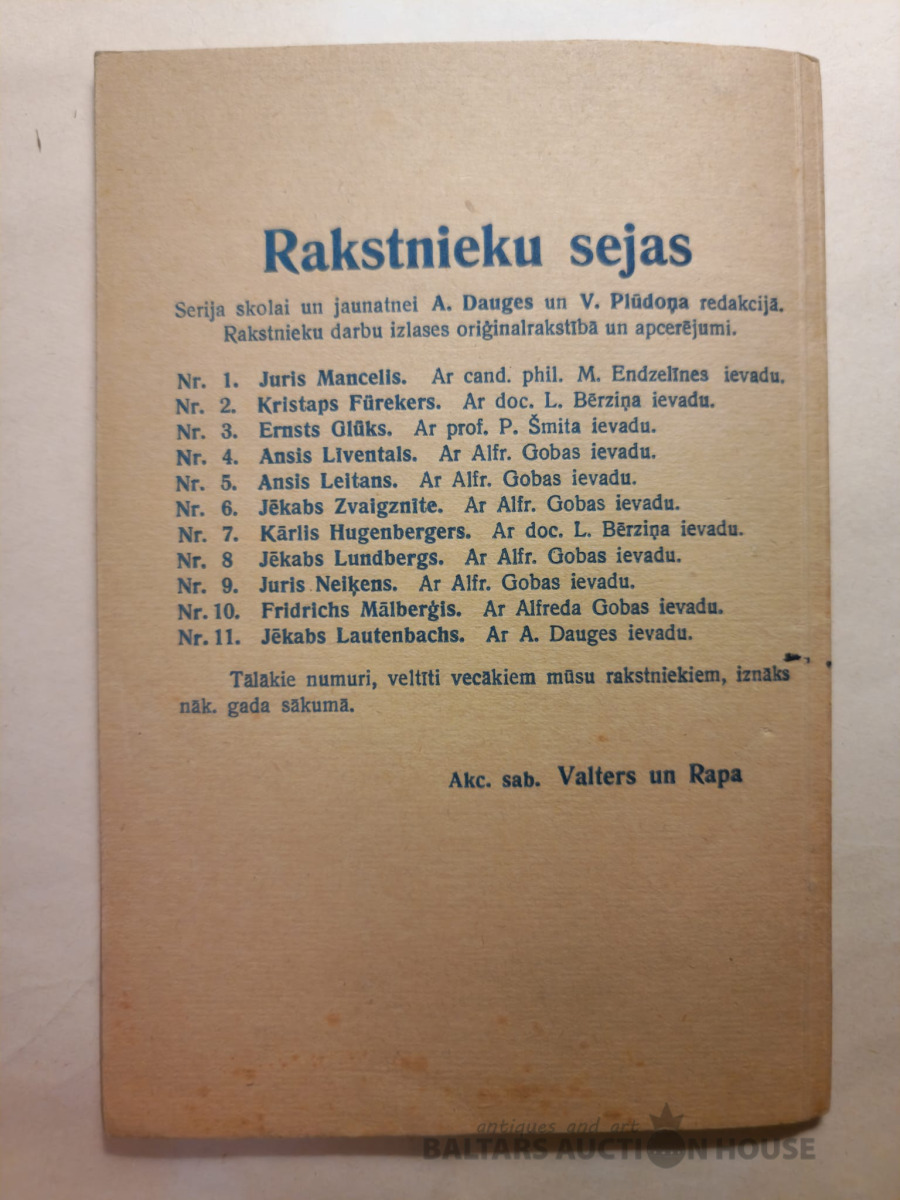 Rakstnieku sejas
Serija skolai un jaunatnei A. Dauges un V. Plūdoņa redakcijā.
Rakstnieku darbu izlases oriģinalrakstībā un apcerējumi.
Nr. 1. Juris Mancelis. Ar cand. phil. M. Endzelīnes ievadu.
Nr. 2. Kristaps Fürekers. Ar doc. L. Bērziņa ievadu.
Nr. 3. Ernsts Glūks. Ar prof. P. Šmita ievadu.
Nr. 4. Ansis Līventals. Ar Alfr. Gobas ievadu.
Nr. 5. Ansis Leitans. Ar Alfr. Gobas ievadu.
Nr. 6. Jēkabs Zvaigznīte. Ar Alfr. Gobas ievadu.
Nr. 7. Kārlis Hugenbergers. Ar doc. L. Bērziņa ievadu.
Nr. 8 Jēkabs Lundbergs. Ar Alfr. Gobas ievadu.
Nr. 9. Juris Neiķens. Ar Alfr. Gobas ievadu.
Nr. 10. Fridrichs Mālberģis. Ar Alfreda Gobas ievadu.
Nr. 11. Jēkabs Lautenbachs. Ar A. Dauges ievadu.
Tālākie numuri, veltīti vecākiem mūsu rakstniekiem, iznāks
nāk. gada sākumā.
Akc. sab. Valters un Rapa
antiques and art
BALTARS AUCTION HOUSE